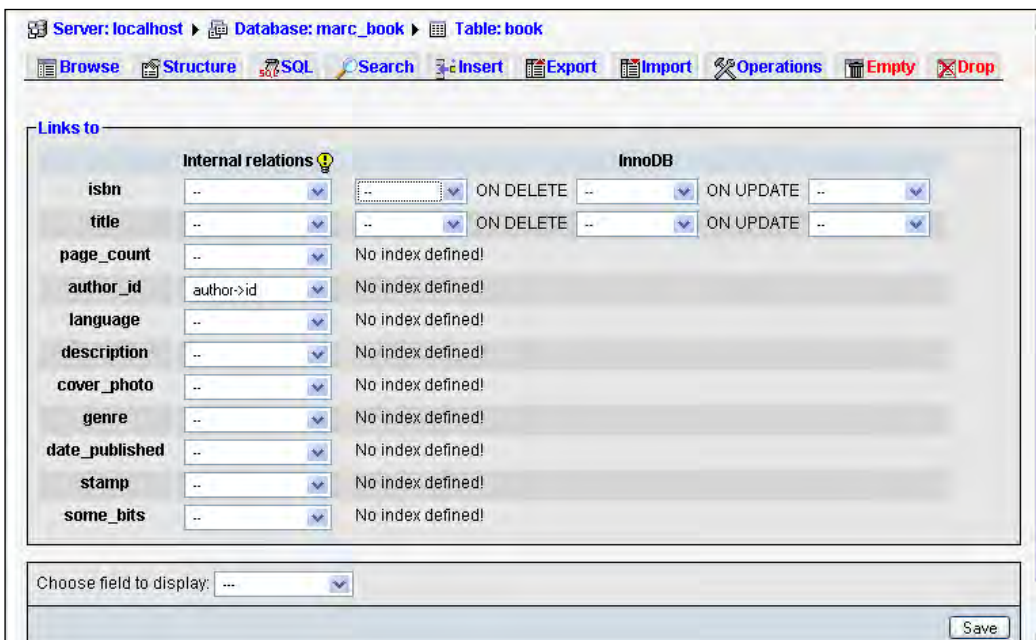 Server: localhost ▸ Database: marc_book ▸ Table: book
Browse Structure SQL Search Insert Export Import Operations Empty Drop
Links to
Internal relations InnoDB
isbn -- -- ON DELETE -- ON UPDATE --
title -- -- ON DELETE -- ON UPDATE --
page_count -- No index defined!
author_id author->id No index defined!
language -- No index defined!
description -- No index defined!
cover_photo -- No index defined!
genre -- No index defined!
date_published -- No index defined!
stamp -- No index defined!
some_bits -- No index defined!
Choose field to display: ---
Save